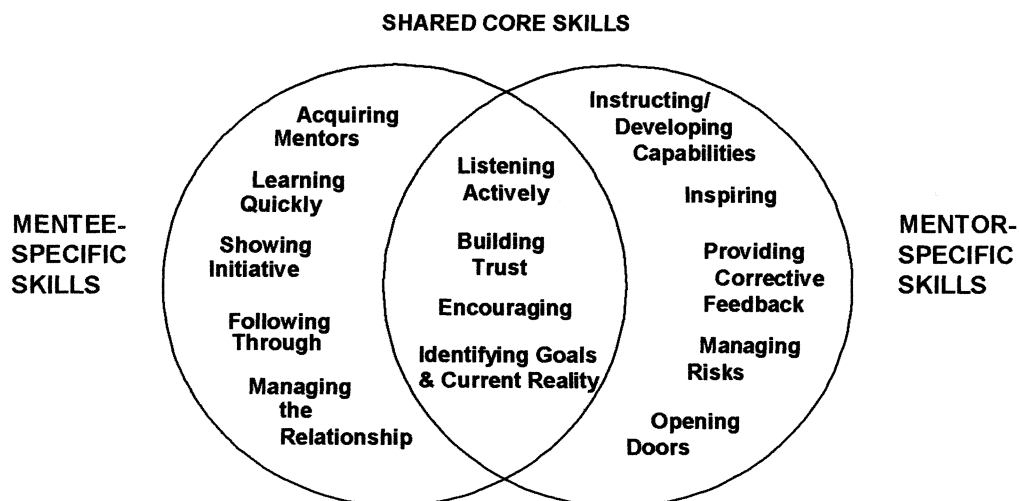 SHARED CORE SKILLS
MENTEE-
SPECIFIC
SKILLS
Acquiring
Mentors
Learning
Quickly
Showing
Initiative
Following
Through
Managing
the
Relationship
Listening
Actively
Building
Trust
Encouraging
Identifying Goals
& Current Reality
Instructing/
Developing
Capabilities
Inspiring
Providing
Corrective
Feedback
Managing
Risks
Opening
Doors
MENTOR-
SPECIFIC
SKILLS